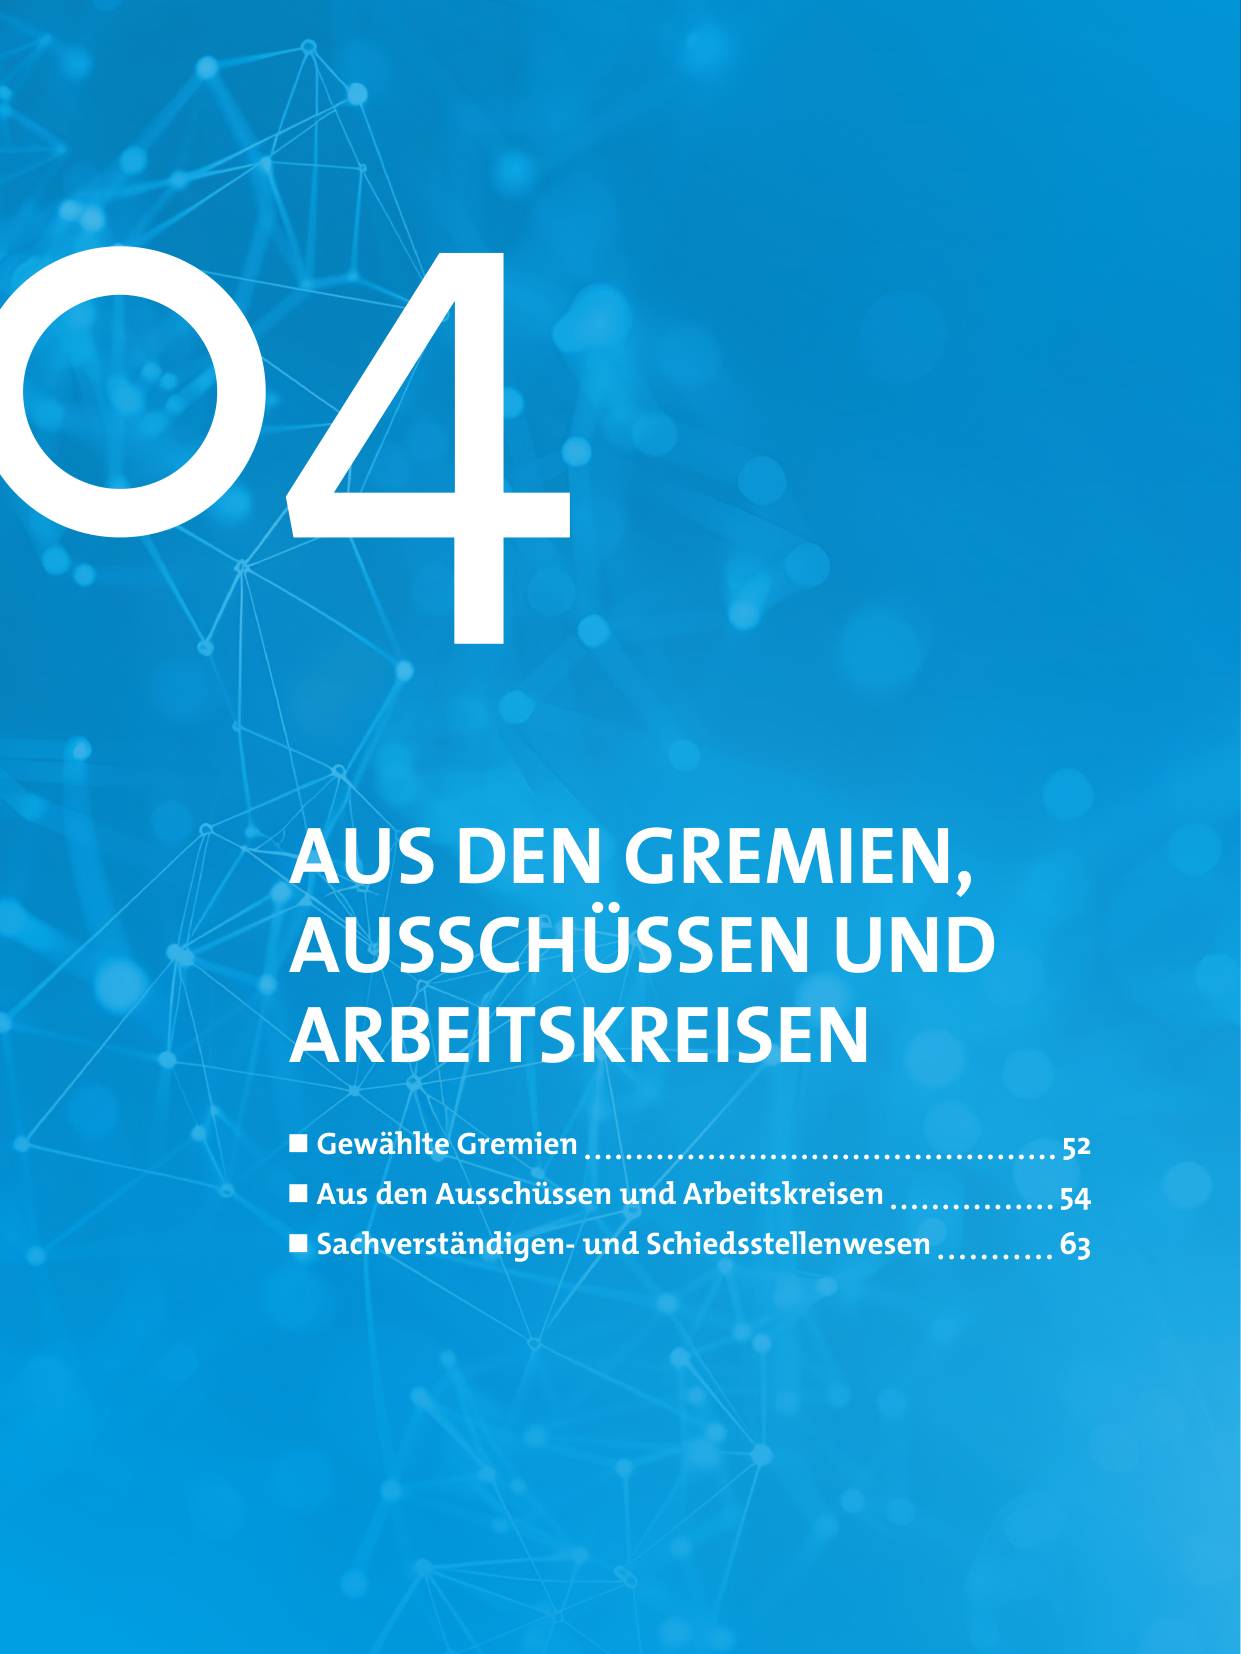 04
AUS DEN GREMIEN,
AUSSCHÜSSEN UND
ARBEITSKREISEN
■ Gewählte Gremien ............................................. 52
■ Aus den Ausschüssen und Arbeitskreisen ................ 54
■ Sachverständigen- und Schiedsstellenwesen ........... 63